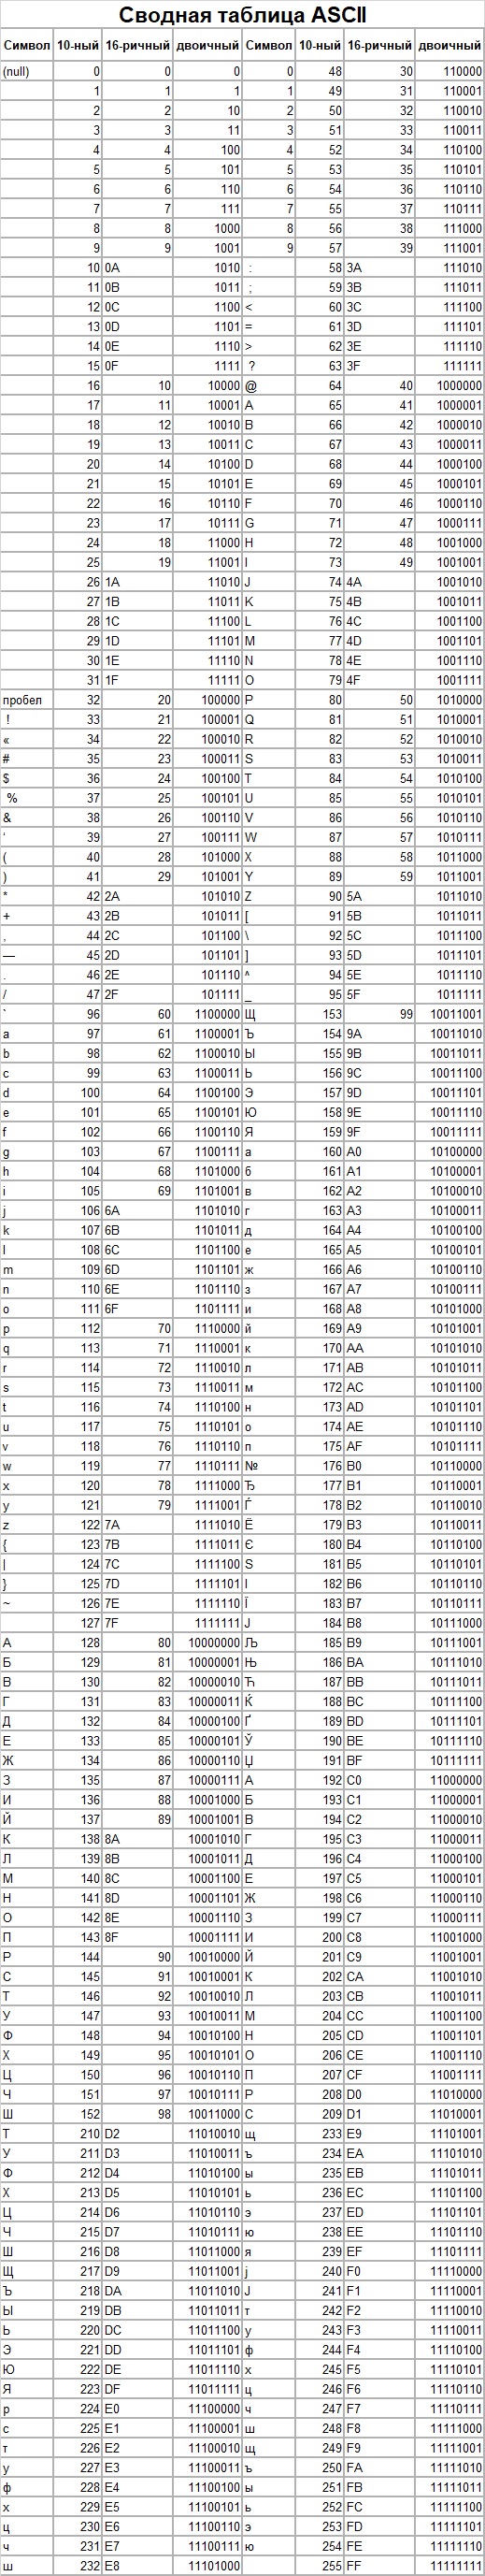 Сводная таблица ASCII
Символ 10-ный 16-ричный двоичный Символ 10-ный 16-ричный двоичный
(null) 0 0 0 0 48 30 110000
1 1 1 1 49 31 110001
2 2 10 2 50 32 110010
3 3 11 3 51 33 110011
4 4 100 4 52 34 110100
5 5 101 5 53 35 110101
6 6 110 6 54 36 110110
7 7 111 7 55 37 110111
8 8 1000 8 56 38 111000
9 9 1001 9 57 39 111001
10 0A 1010 : 58 3A 111010
11 0B 1011 ; 59 3B 111011
12 0C 1100 < 60 3C 111100
13 0D 1101 = 61 3D 111101
14 0E 1110 > 62 3E 111110
15 0F 1111 ? 63 3F 111111
16 10 10000 @ 64 40 1000000
17 11 10001 A 65 41 1000001
18 12 10010 B 66 42 1000010
19 13 10011 C 67 43 1000011
20 14 10100 D 68 44 1000100
21 15 10101 E 69 45 1000101
22 16 10110 F 70 46 1000110
23 17 10111 G 71 47 1000111
24 18 11000 H 72 48 1001000
25 19 11001 I 73 49 1001001
26 1A 11010 J 74 4A 1001010
27 1B 11011 K 75 4B 1001011
28 1C 11100 L 76 4C 1001100
29 1D 11101 M 77 4D 1001101
30 1E 11110 N 78 4E 1001110
31 1F 11111 O 79 4F 1001111
пробел 32 20 100000 P 80 50 1010000
! 33 21 100001 Q 81 51 1010001
« 34 22 100010 R 82 52 1010010
# 35 23 100011 S 83 53 1010011
$ 36 24 100100 T 84 54 1010100
% 37 25 100101 U 85 55 1010101
& 38 26 100110 V 86 56 1010110
‘ 39 27 100111 W 87 57 1010111
( 40 28 101000 X 88 58 1011000
) 41 29 101001 Y 89 59 1011001
* 42 2A 101010 Z 90 5A 1011010
+ 43 2B 101011 [ 91 5B 1011011
, 44 2C 101100 \ 92 5C 1011100
— 45 2D 101101 ] 93 5D 1011101
. 46 2E 101110 ^ 94 5E 1011110
/ 47 2F 101111 _ 95 5F 1011111
` 96 60 1100000 Щ 153 99 10011001
a 97 61 1100001 Ъ 154 9A 10011010
b 98 62 1100010 Ы 155 9B 10011011
c 99 63 1100011 Ь 156 9C 10011100
d 100 64 1100100 Э 157 9D 10011101
e 101 65 1100101 Ю 158 9E 10011110
f 102 66 1100110 Я 159 9F 10011111
g 103 67 1100111 а 160 A0 10100000
h 104 68 1101000 б 161 A1 10100001
i 105 69 1101001 в 162 A2 10100010
j 106 6A 1101010 г 163 A3 10100011
k 107 6B 1101011 д 164 A4 10100100
l 108 6C 1101100 е 165 A5 10100101
m 109 6D 1101101 ж 166 A6 10100110
n 110 6E 1101110 з 167 A7 10100111
o 111 6F 1101111 и 168 A8 10101000
p 112 70 1110000 й 169 A9 10101001
q 113 71 1110001 к 170 AA 10101010
r 114 72 1110010 л 171 AB 10101011
s 115 73 1110011 м 172 AC 10101100
t 116 74 1110100 н 173 AD 10101101
u 117 75 1110101 о 174 AE 10101110
v 118 76 1110110 п 175 AF 10101111
w 119 77 1110111 № 176 B0 10110000
x 120 78 1111000 Ђ 177 B1 10110001
y 121 79 1111001 Ѓ 178 B2 10110010
z 122 7A 1111010 Ё 179 B3 10110011
{ 123 7B 1111011 Є 180 B4 10110100
| 124 7C 1111100 Ѕ 181 B5 10110101
} 125 7D 1111101 І 182 B6 10110110
~ 126 7E 1111110 Ї 183 B7 10110111
127 7F 1111111 Ј 184 B8 10111000
А 128 80 10000000 Љ 185 B9 10111001
Б 129 81 10000001 Њ 186 BA 10111010
В 130 82 10000010 Ћ 187 BB 10111011
Г 131 83 10000011 Ќ 188 BC 10111100
Д 132 84 10000100 Ґ 189 BD 10111101
Е 133 85 10000101 Ў 190 BE 10111110
Ж 134 86 10000110 Џ 191 BF 10111111
З 135 87 10000111 А 192 C0 11000000
И 136 88 10001000 Б 193 C1 11000001
Й 137 89 10001001 В 194 C2 11000010
К 138 8A 10001010 Г 195 C3 11000011
Л 139 8B 10001011 Д 196 C4 11000100
М 140 8C 10001100 Е 197 C5 11000101
Н 141 8D 10001101 Ж 198 C6 11000110
О 142 8E 10001110 З 199 C7 11000111
П 143 8F 10001111 И 200 C8 11001000
Р 144 90 10010000 Й 201 C9 11001001
С 145 91 10010001 К 202 CA 11001010
Т 146 92 10010010 Л 203 CB 11001011
У 147 93 10010011 М 204 CC 11001100
Ф 148 94 10010100 Н 205 CD 11001101
Х 149 95 10010101 О 206 CE 11001110
Ц 150 96 10010110 П 207 CF 11001111
Ч 151 97 10010111 Р 208 D0 11010000
Ш 152 98 10011000 С 209 D1 11010001
Т 210 D2 11010010 щ 233 E9 11101001
У 211 D3 11010011 ъ 234 EA 11101010
Ф 212 D4 11010100 ы 235 EB 11101011
Х 213 D5 11010101 ь 236 EC 11101100
Ц 214 D6 11010110 э 237 ED 11101101
Ч 215 D7 11010111 ю 238 EE 11101110
Ш 216 D8 11011000 я 239 EF 11101111
Щ 217 D9 11011001 ј 240 F0 11110000
Ъ 218 DA 11011010 Ј 241 F1 11110001
Ы 219 DB 11011011 т 242 F2 11110010
Ь 220 DC 11011100 у 243 F3 11110011
Э 221 DD 11011101 ф 244 F4 11110100
Ю 222 DE 11011110 х 245 F5 11110101
Я 223 DF 11011111 ц 246 F6 11110110
р 224 E0 11100000 ч 247 F7 11110111
с 225 E1 11100001 ш 248 F8 11111000
т 226 E2 11100010 щ 249 F9 11111001
у 227 E3 11100011 ъ 250 FA 11111010
ф 228 E4 11100100 ы 251 FB 11111011
х 229 E5 11100101 ь 252 FC 11111100
ц 230 E6 11100110 э 253 FD 11111101
ч 231 E7 11100111 ю 254 FE 11111110
ш 232 E8 11101000 255 FF 11111111